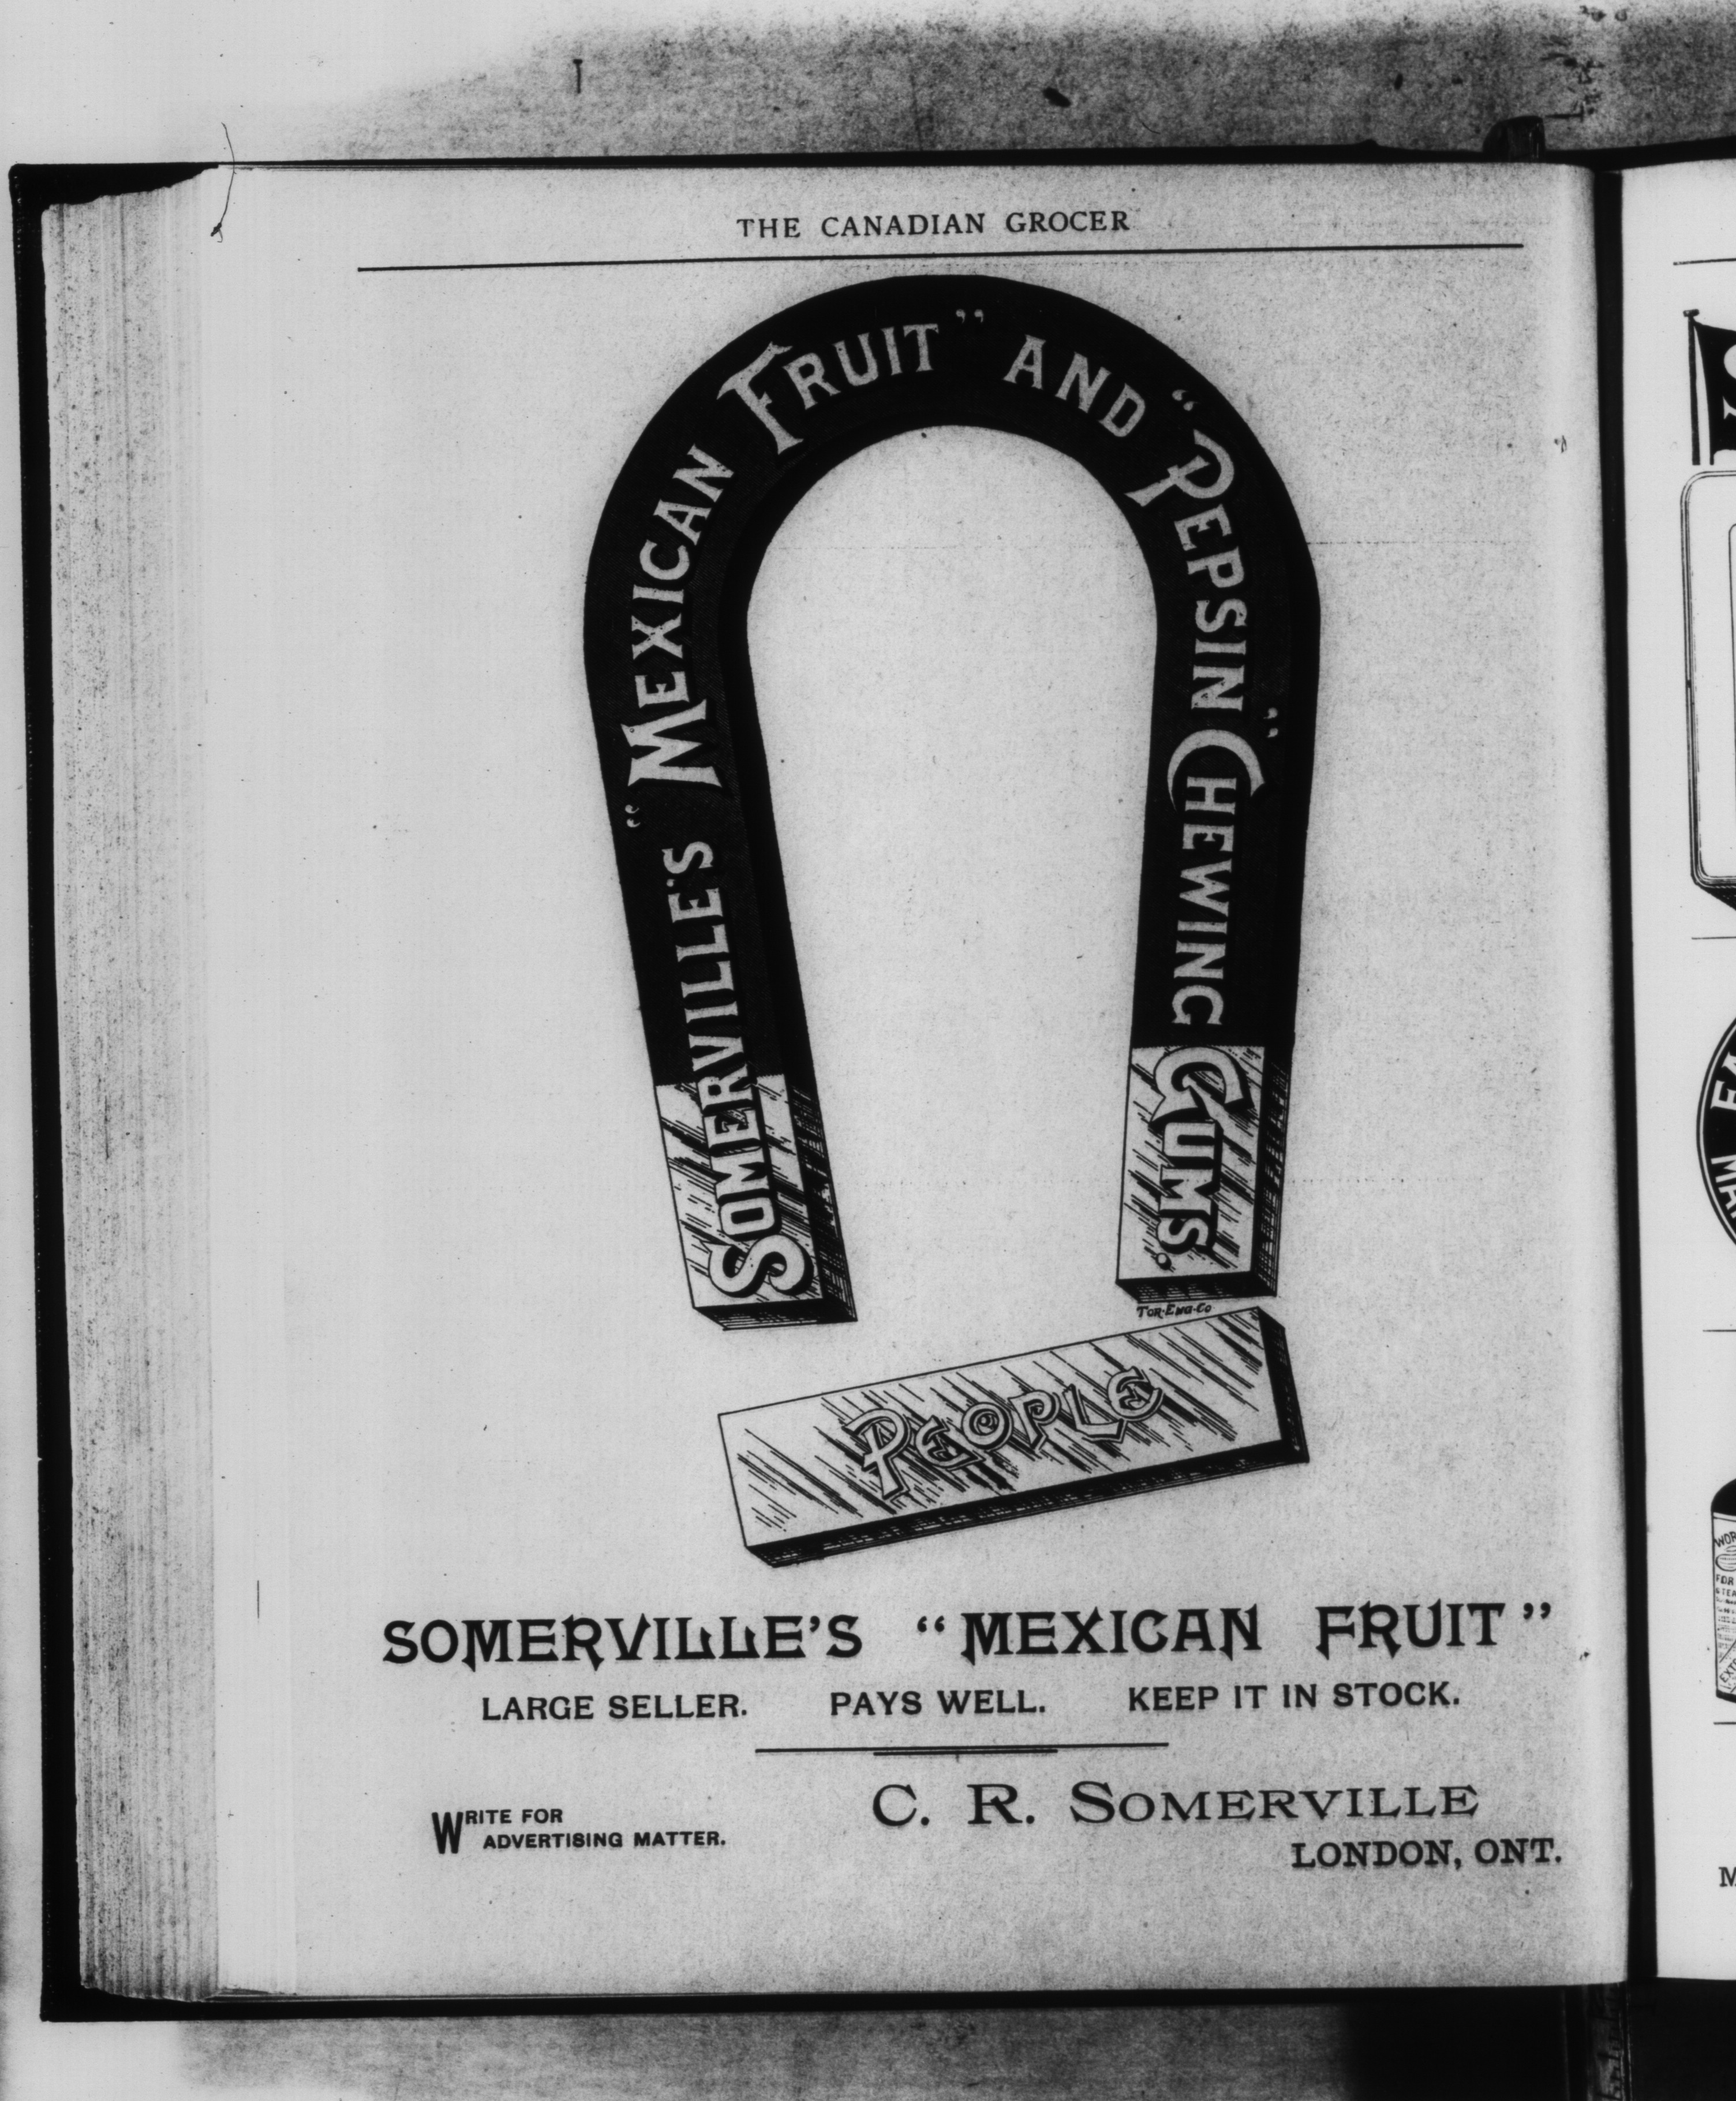 THE CANADIAN GROCER
SOMERVILLE'S "MEXICAN FRUIT" AND "PEPSIN" CHEWING GUMS.
TOR. ENG. CO
PEOPLE
SOMERVILLE'S "MEXICAN FRUIT"
LARGE SELLER. PAYS WELL. KEEP IT IN STOCK.
WRITE FOR
ADVERTISING MATTER.
C. R. SOMERVILLE
LONDON, ONT.